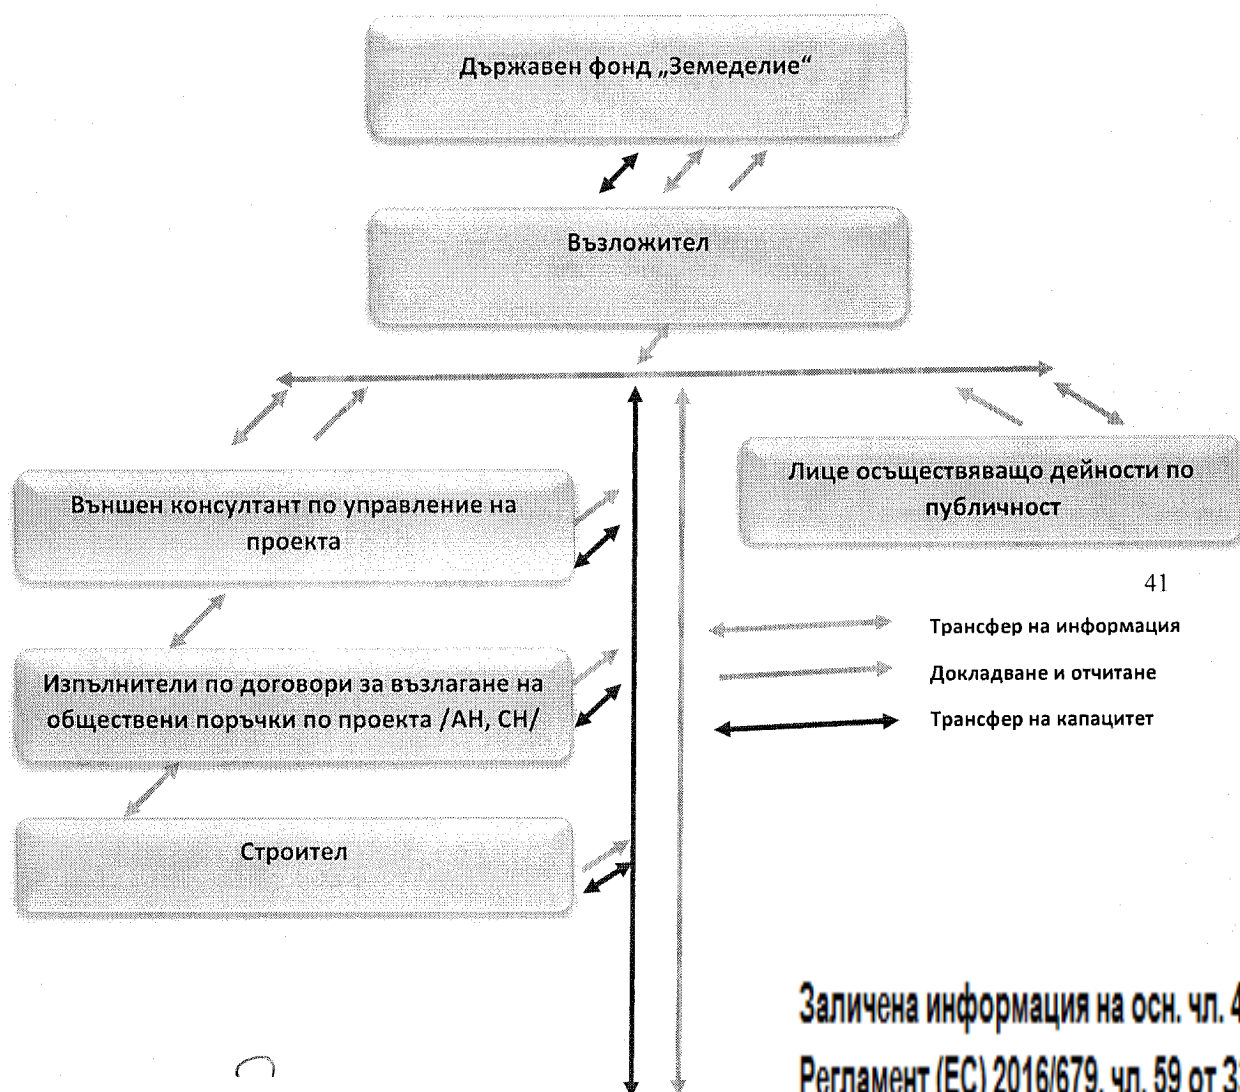 Държавен фонд „Земеделие“
Възложител
Външен консултант по управление на
проекта
Лице осъществяващо дейности по
публичност
41
Трансфер на информация
Докладване и отчитане
Трансфер на капацитет
Изпълнители по договори за възлагане на
обществени поръчки по проекта /АН, СН/
Строител
Заличена информация на осн. чл. 4
Регламент (ЕС) 2016/679, чл. 59 от